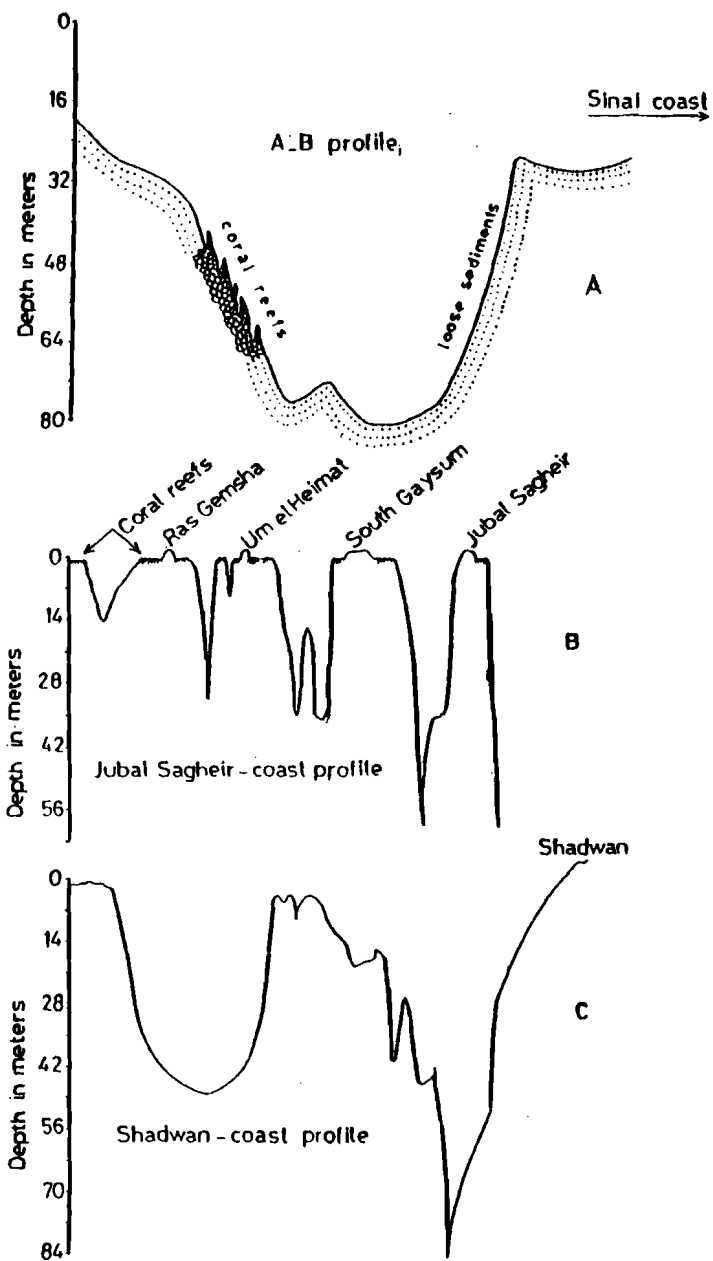 0
16
Sinai coast
A_B profile,
32
Depth in meters
48
coral reefs
loose sediments
A
64
80
Coral reefs
Ras Gemsha
Um el Heimat
South Gaysum
Jubal Sagheir
0
14
B
28
Depth in meters
42
Jubal Sagheir - coast profile
56
Shadwan
0
14
28
C
Depth in meters
42
56
Shadwan - coast profile
70
84